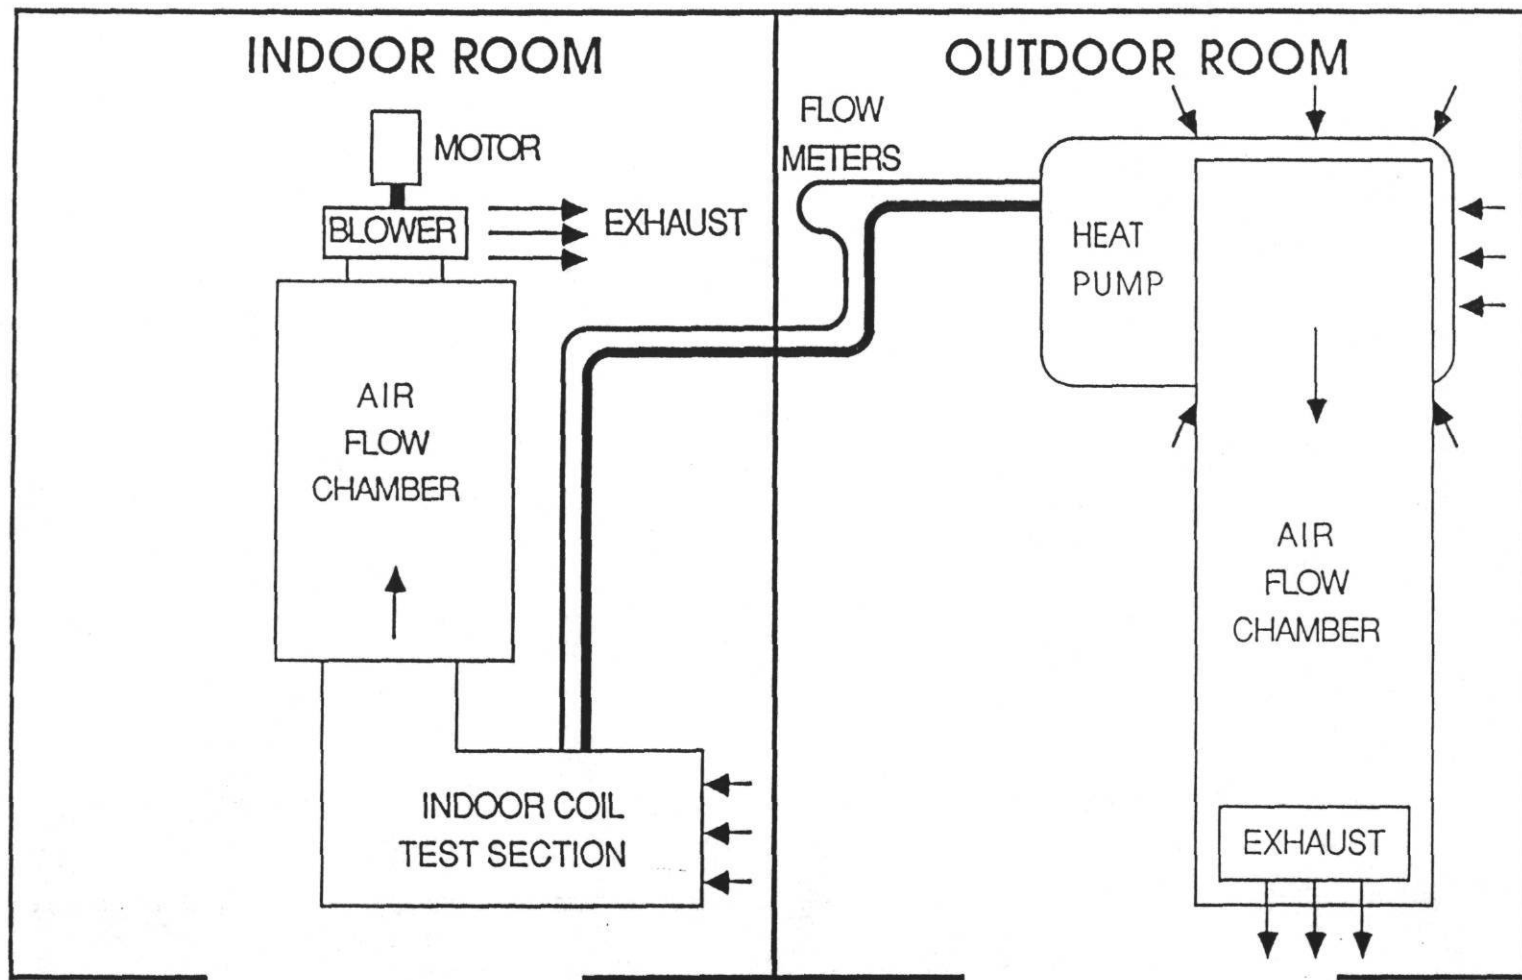 INDOOR ROOM
MOTOR
BLOWER
EXHAUST
AIR
FLOW
CHAMBER
INDOOR COIL
TEST SECTION
OUTDOOR ROOM
FLOW
METERS
HEAT
PUMP
AIR
FLOW
CHAMBER
EXHAUST